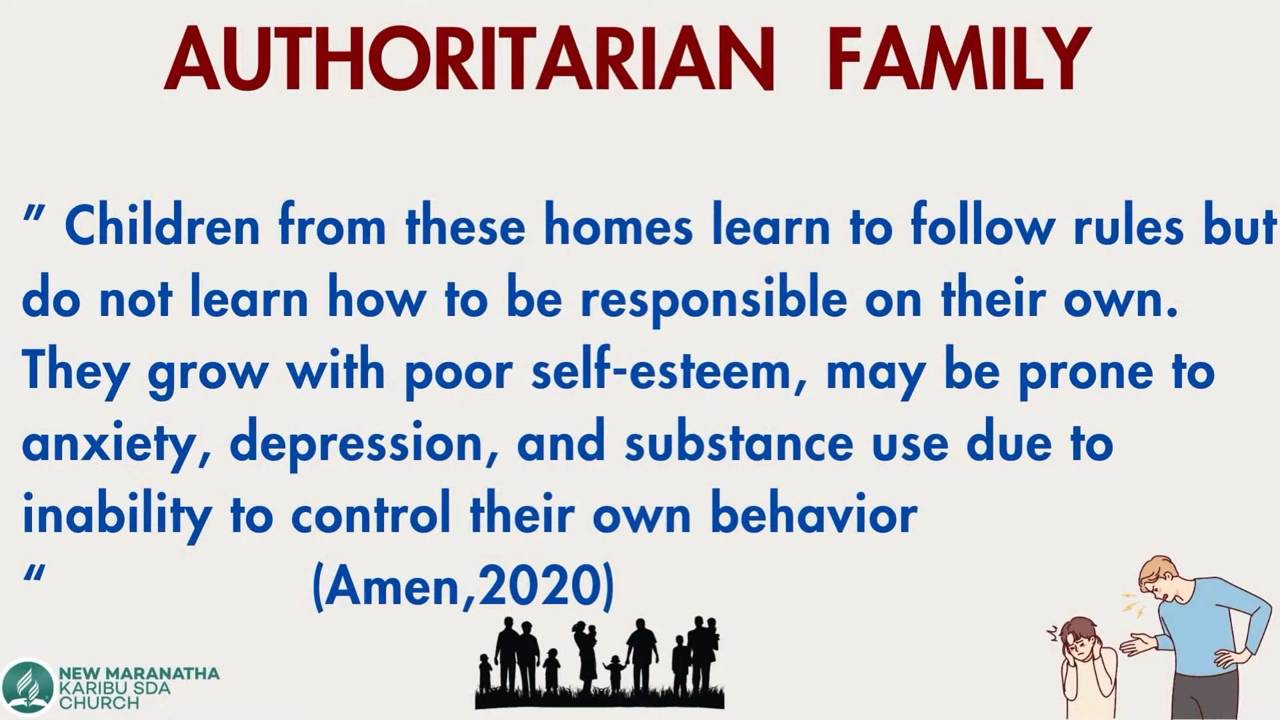 AUTHORITARIAN FAMILY
” Children from these homes learn to follow rules but
do not learn how to be responsible on their own.
They grow with poor self-esteem, may be prone to
anxiety, depression, and substance use due to
inability to control their own behavior
“ (Amen,2020)
NEW MARANATHA
KARIBU SDA
CHURCH